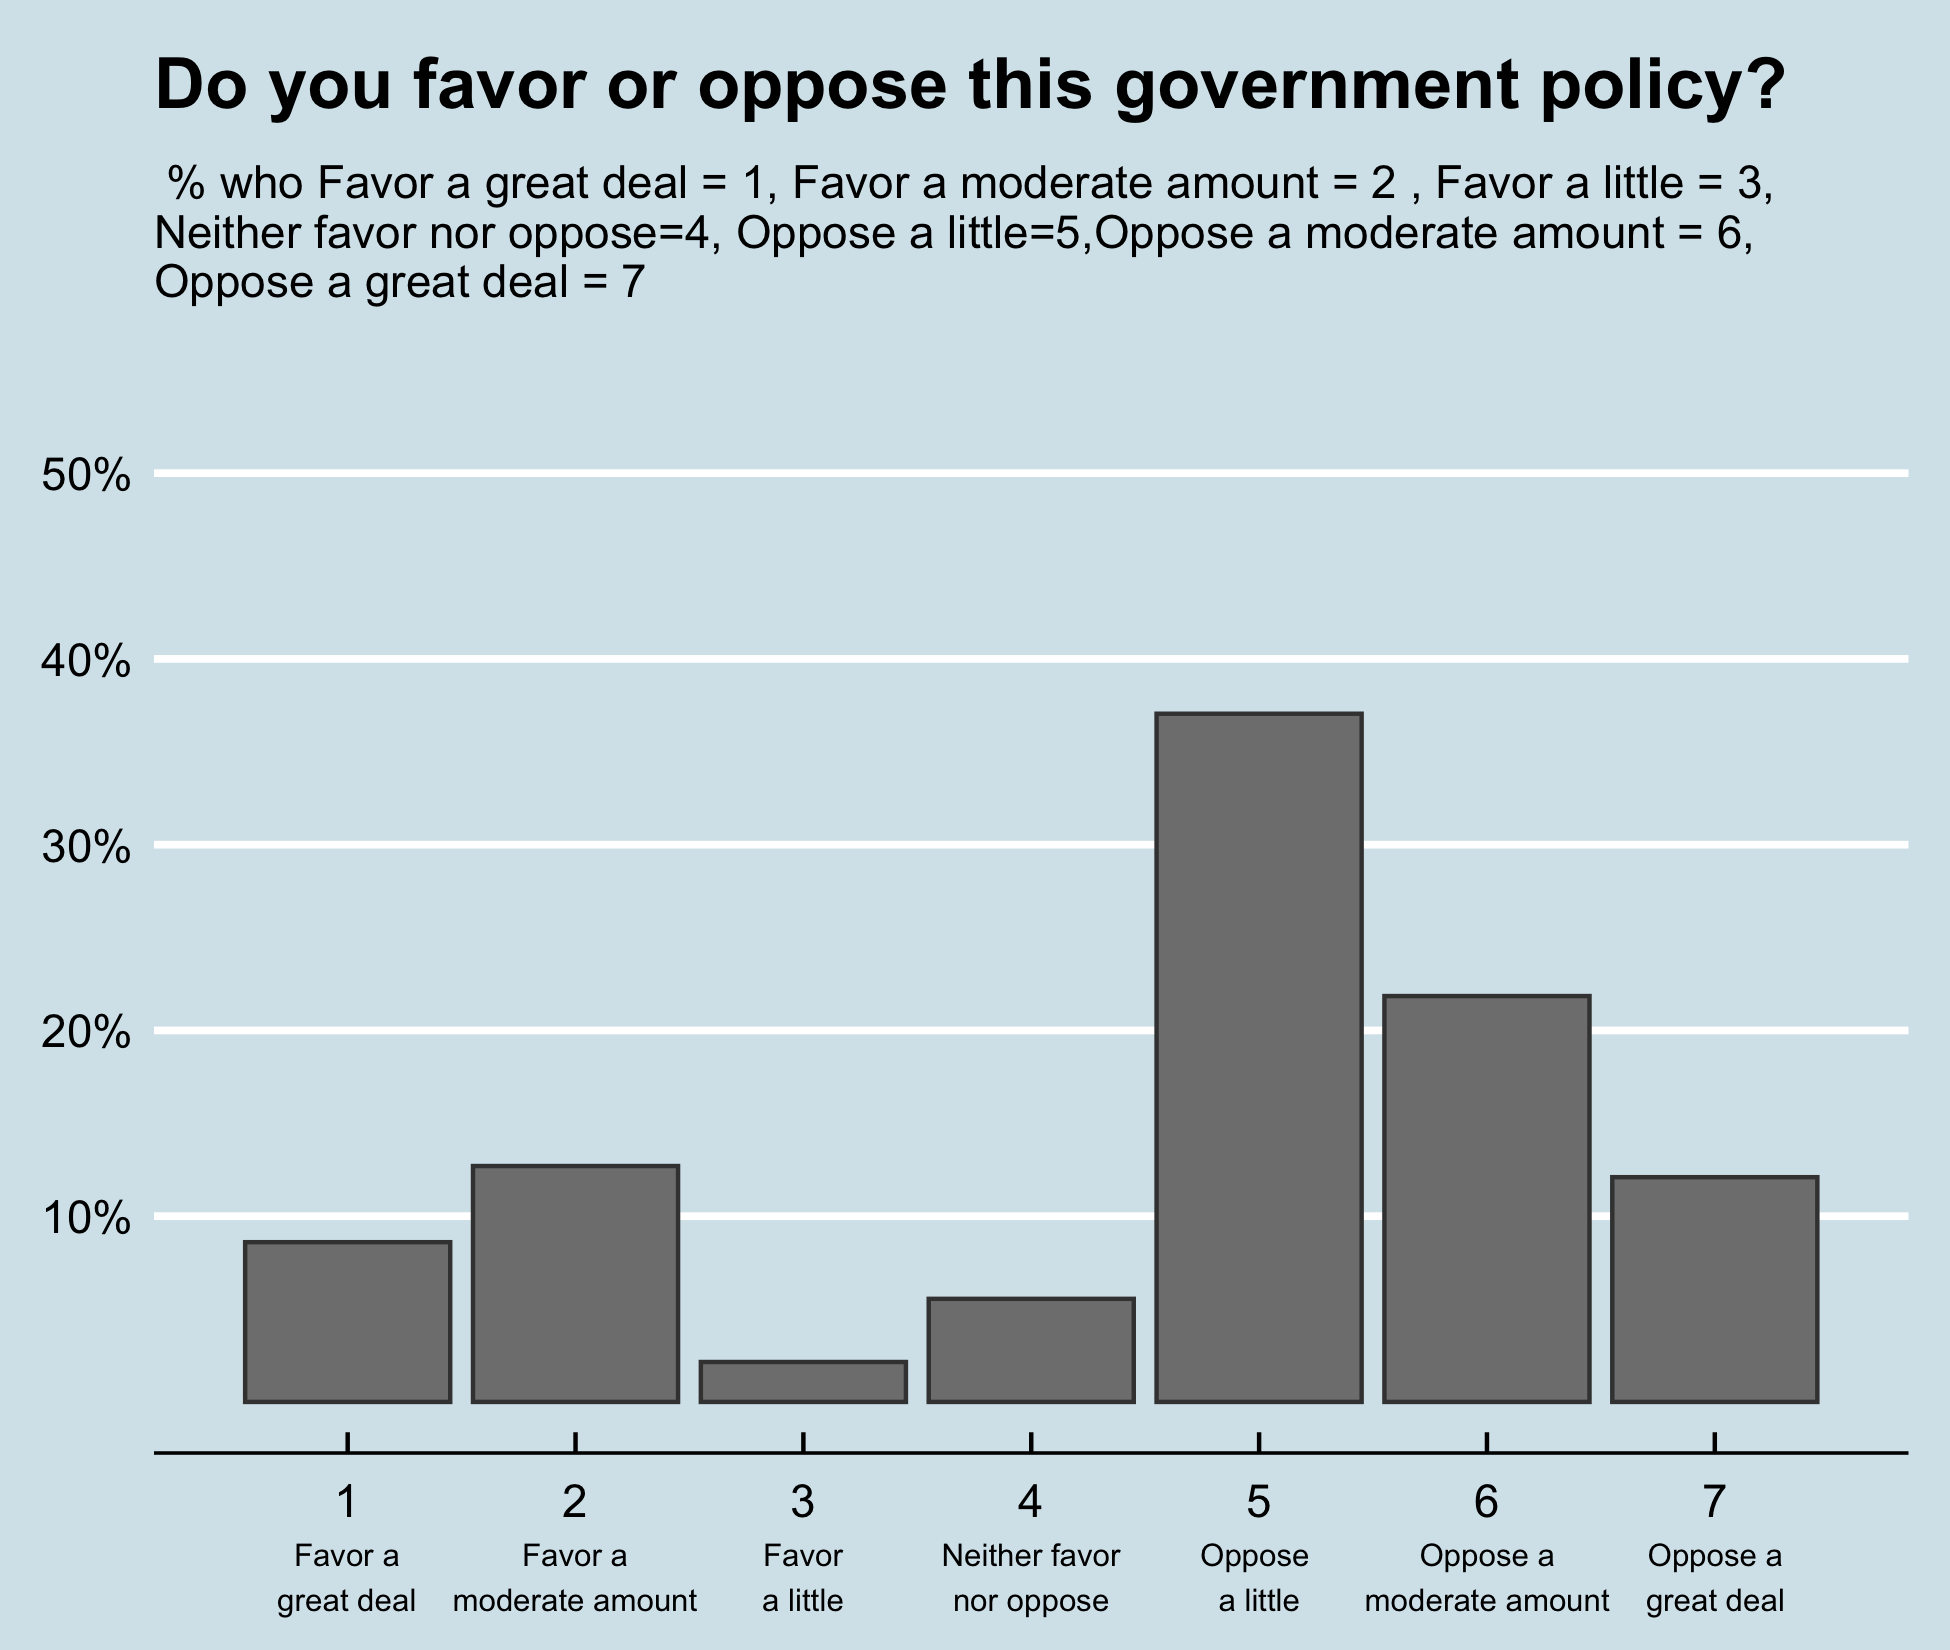 Do you favor or oppose this government policy?
% who Favor a great deal = 1, Favor a moderate amount = 2 , Favor a little = 3,
Neither favor nor oppose=4, Oppose a little=5,Oppose a moderate amount = 6,
Oppose a great deal = 7
50%
40%
30%
20%
10%
1 2 3 4 5 6 7
Favor a Favor a Favor Neither favor Oppose Oppose a Oppose a
great deal moderate amount a little nor oppose a little moderate amount great deal